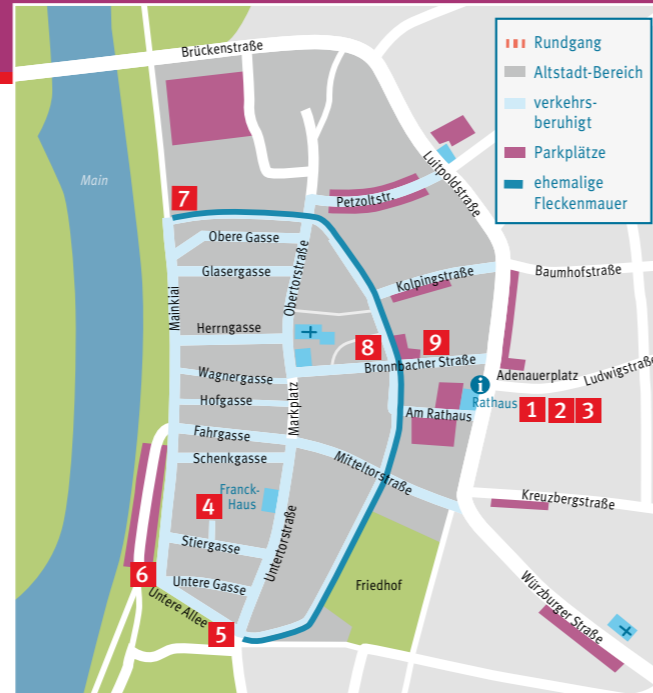 Brückenstraße
Rundgang
Altstadt-Bereich
verkehrs-
beruhigt
Parkplätze
ehemalige
Fleckenmauer
Main
Luitpoldstraße
7
Petzoltstr.
Obere Gasse
Obertorstraße
Glasergasse
Kolpingstraße
Baumhofstraße
Mainkiai
Herrngasse
8
9
Bronnbacher Straße
Wagnergasse
i
Adenauerplatz
Ludwigstraße
Hofgasse
Marktplatz
Am Rathaus
Rathaus
1 2 3
Fahrgasse
Schenkgasse
Mitteltorstraße
Franck-
Haus
4
Kreuzbergstraße
Untertorstraße
Stiergasse
6
Untere Gasse
Friedhof
Untere Allee
5
Würzburger Straße